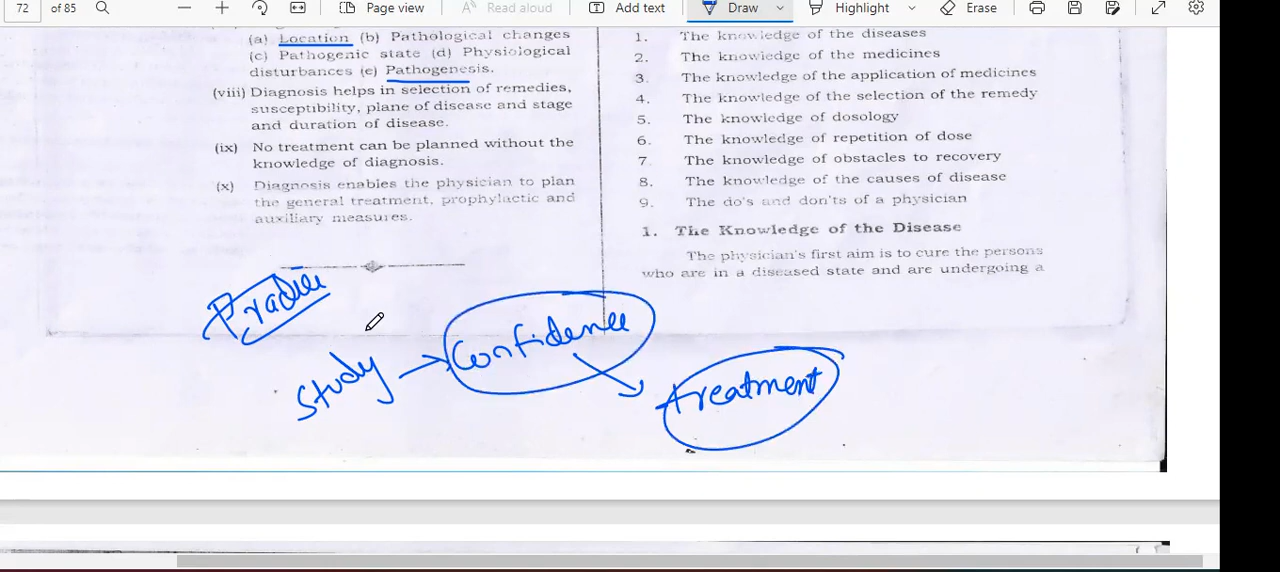 72 of 85 Page view Read aloud Add text Draw Highlight Erase
(a) Location (b) Pathological changes
(c) Pathogenic state (d) Physiological
disturbances (e) Pathogenesis.
(viii) Diagnosis helps in selection of remedies,
susceptibility, plane of disease and stage
and duration of disease.
(ix) No treatment can be planned without the
knowledge of diagnosis.
(x) Diagnosis enables the physician to plan
the general treatment, prophylactic and
auxiliary measures.
1. The knowledge of the diseases
2. The knowledge of the medicines
3. The knowledge of the application of medicines
4. The knowledge of the selection of the remedy
5. The knowledge of dosology
6. The knowledge of repetition of dose
7. The knowledge of obstacles to recovery
8. The knowledge of the causes of disease
9. The do's and don'ts of a physician
1. The Knowledge of the Disease
The physician's first aim is to cure the persons
who are in a diseased state and are undergoing a
Study
Confidence
treatment